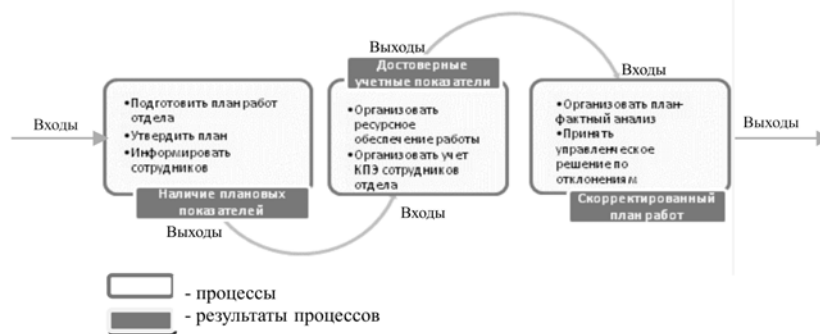 Входы
•Подготовить план работ
отдела
•Утвердить план
•Информировать
сотрудников
Наличие плановых
показателей
Выходы
Выходы
Достоверные
учетные показатели
•Организовать
ресурсное
обеспечение работы
•Организовать учет
КПЭ сотрудников
отдела
Входы
Входы
•Организовать план-
фактный анализ
•Принять
управленческое
решение по
отклонениям
Скорректированный
план работ
Выходы
- процессы
- результаты процессов